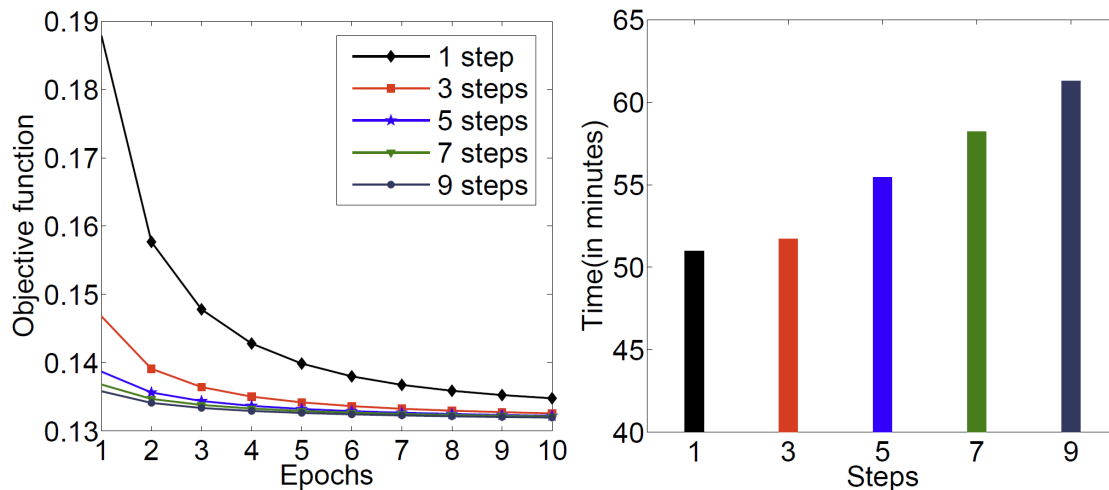 0.19
0.18
0.17
0.16
0.15
0.14
0.13
Objective function
1 2 3 4 5 6 7 8 9 10
Epochs
1 step
3 steps
5 steps
7 steps
9 steps
65
60
55
50
45
40
Time(in minutes)
1 3 5 7 9
Steps